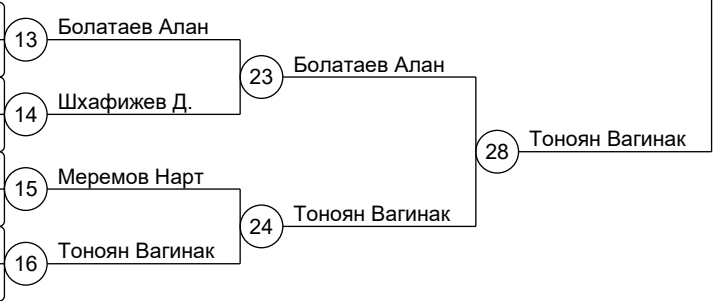 13 Болатаев Алан
23 Болатаев Алан
14 Шхафижев Д.
28 Тоноян Вагинак
15 Меремов Нарт
24 Тоноян Вагинак
16 Тоноян Вагинак